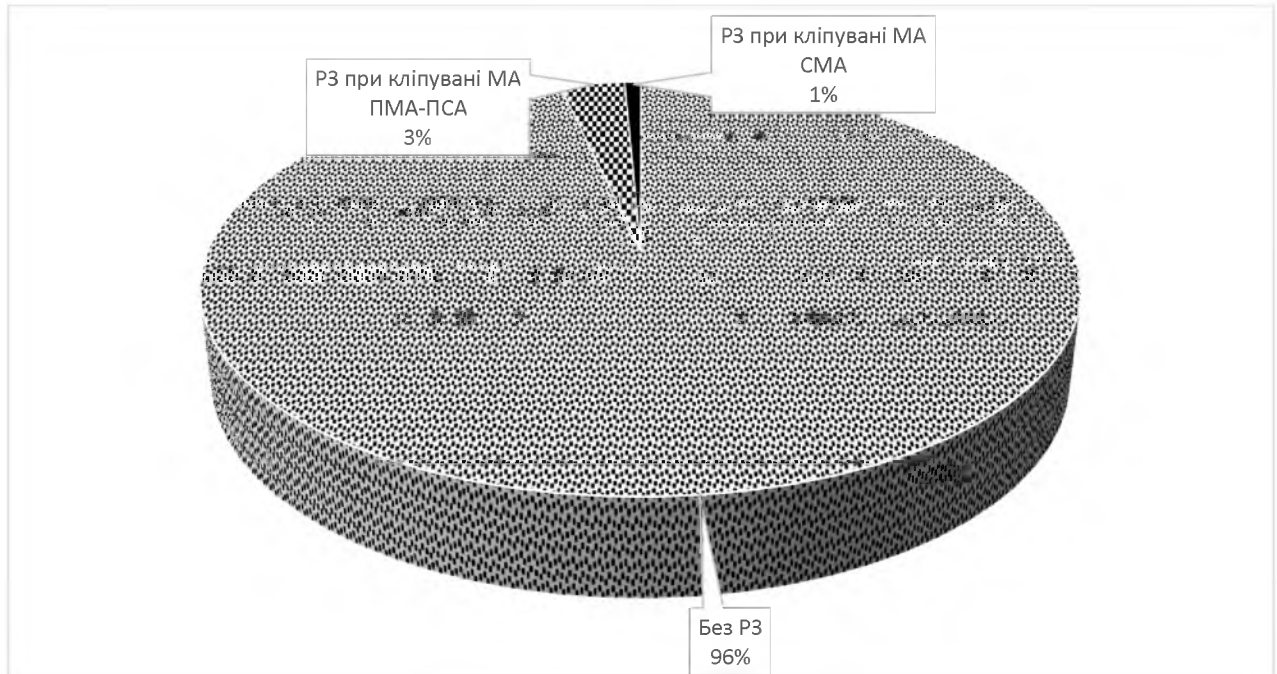 РЗ при кліпувані МА
СМА
1%
РЗ при кліпувані МА
ПМА-ПСА
3%
Без РЗ
96%